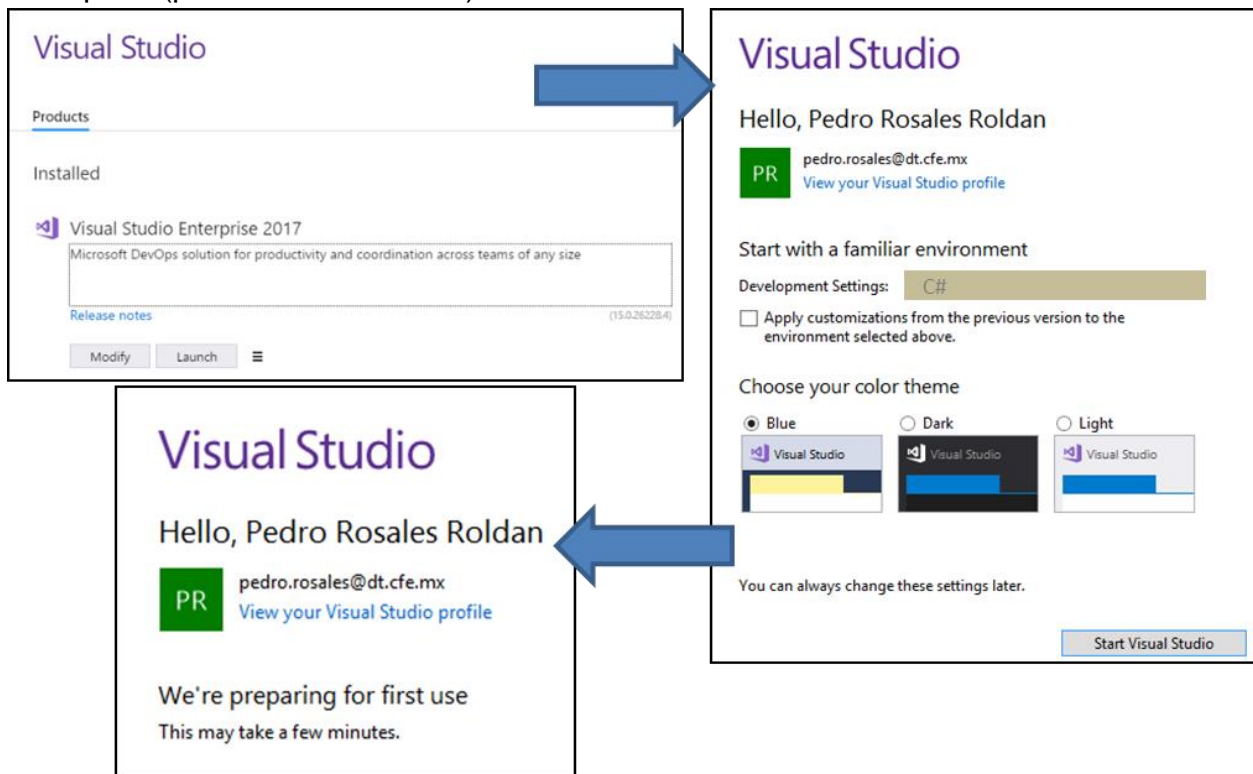 Visual Studio
Products
Installed
Visual Studio Enterprise 2017
Microsoft DevOps solution for productivity and coordination across teams of any size
Release notes
(15.0.26228.4)
Modify
Launch
Visual Studio
Hello, Pedro Rosales Roldan
PR
pedro.rosales@dt.cfe.mx
View your Visual Studio profile
Start with a familiar environment
Development Settings: C#
Apply customizations from the previous version to the
environment selected above.
Choose your color theme
Blue
Dark
Light
Visual Studio
Visual Studio
Visual Studio
You can always change these settings later.
Start Visual Studio
Visual Studio
Hello, Pedro Rosales Roldan
PR
pedro.rosales@dt.cfe.mx
View your Visual Studio profile
We're preparing for first use
This may take a few minutes.